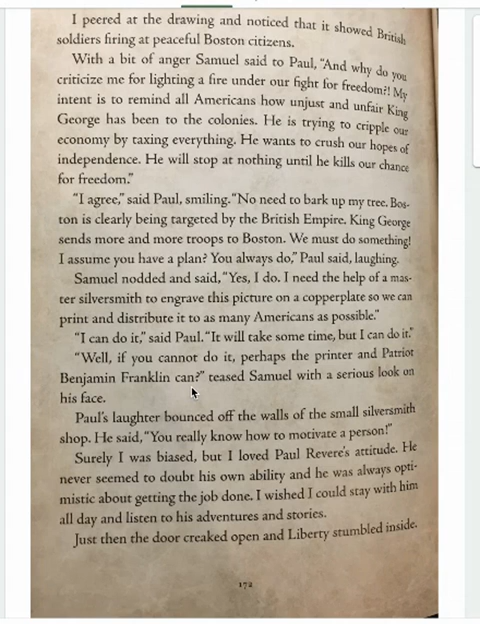 I peered at the drawing and noticed that it showed British
soldiers firing at peaceful Boston citizens.
With a bit of anger Samuel said to Paul, “And why do you
criticize me for lighting a fire under our fight for freedom?! My
intent is to remind all Americans how unjust and unfair King
George has been to the colonies. He is trying to cripple our
economy by taxing everything. He wants to crush our hopes of
independence. He will stop at nothing until he kills our chance
for freedom.”
“I agree,” said Paul, smiling. “No need to bark up my tree. Bos-
ton is clearly being targeted by the British Empire. King George
sends more and more troops to Boston. We must do something!
I assume you have a plan? You always do,” Paul said, laughing.
Samuel nodded and said, “Yes, I do. I need the help of a mas-
ter silversmith to engrave this picture on a copperplate so we can
print and distribute it to as many Americans as possible.”
“I can do it,” said Paul. “It will take some time, but I can do it.”
“Well, if you cannot do it, perhaps the printer and Patriot
Benjamin Franklin can?” teased Samuel with a serious look on
his face.
Paul’s laughter bounced off the walls of the small silversmith
shop. He said, “You really know how to motivate a person!”
Surely I was biased, but I loved Paul Revere’s attitude. He
never seemed to doubt his own ability and he was always opti-
mistic about getting the job done. I wished I could stay with him
all day and listen to his adventures and stories.
Just then the door creaked open and Liberty stumbled inside.
172